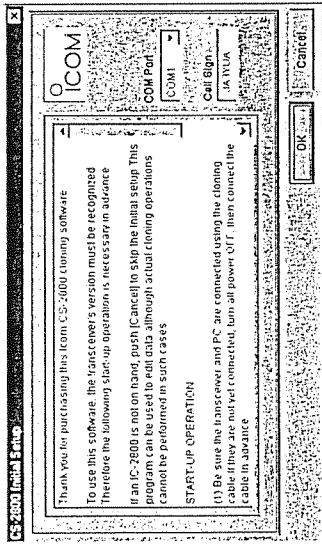 CS-2800 Initial Setup
Thank you for purchasing this Icom CS-2800 cloning software
To use this software, the transceiver's version must be recognized
Therefore the following start-up operation is necessary in advance
If an IC-2800 is not on hand, push [Cancel] to skip the Initial setup This
program can be used to edit data although actual cloning operations
cannot be performed in such cases
START-UP OPERATION
(1) Be sure the transceiver and PC are connected using the cloning
cable If they are not yet connected, turn all power OFF, then connect the
cable in advance
ICOM
COM Port
COM1
Call Sign
OK
Cancel